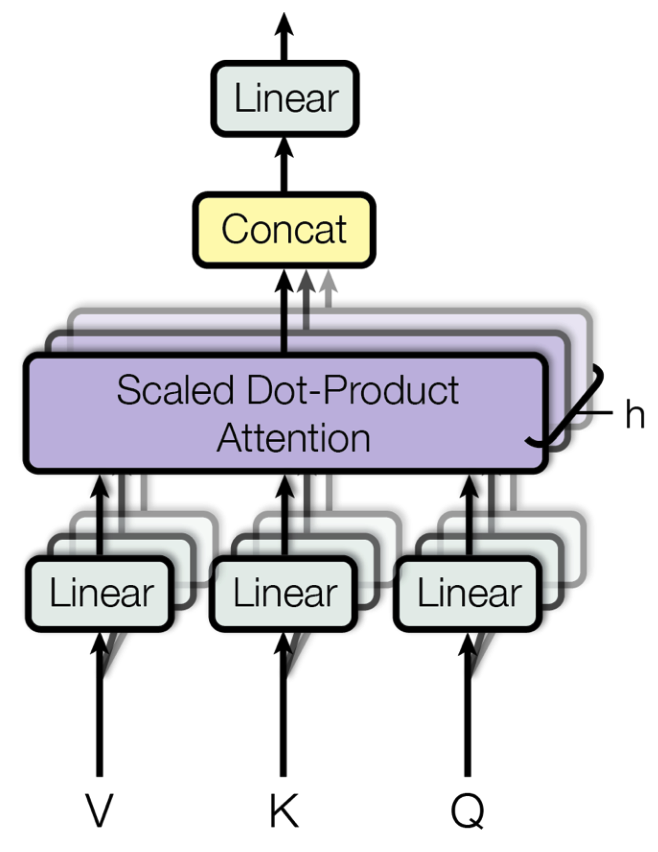 Linear
Concat
Scaled Dot-Product
Attention
h
Linear
Linear
Linear
V
K
Q